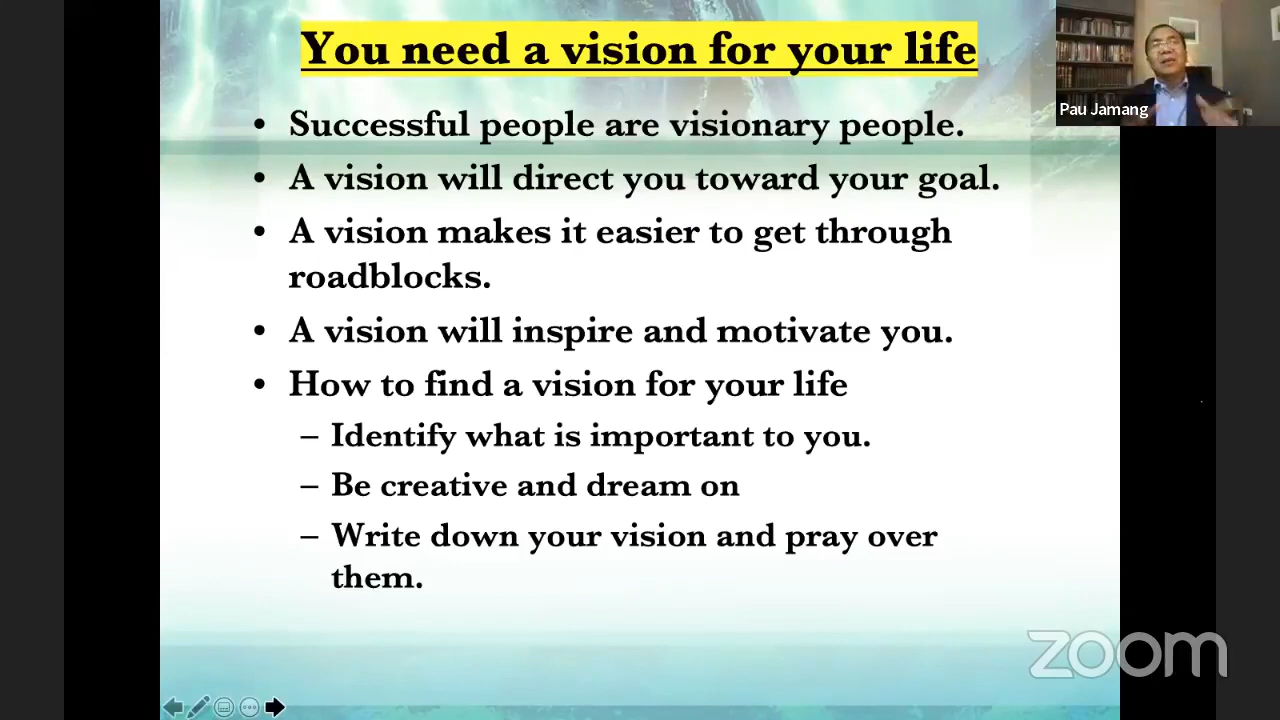 You need a vision for your life
• Successful people are visionary people.
• A vision will direct you toward your goal.
• A vision makes it easier to get through
roadblocks.
• A vision will inspire and motivate you.
• How to find a vision for your life
– Identify what is important to you.
– Be creative and dream on
– Write down your vision and pray over
them.
Pau Jamang
zoom